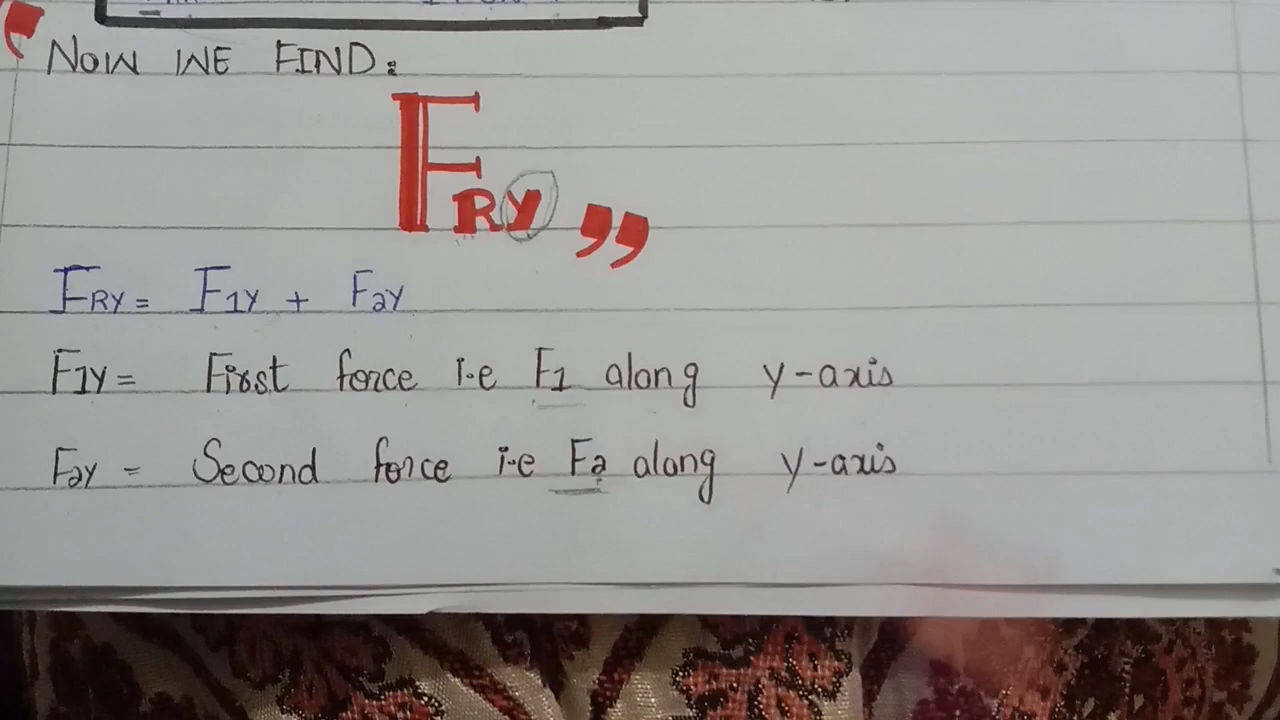 NOW WE FIND:
FRY ”
FRY = F1Y + F2Y
F1Y = First force i.e F1 along y-axis
F2Y = Second force i.e F2 along y-axis